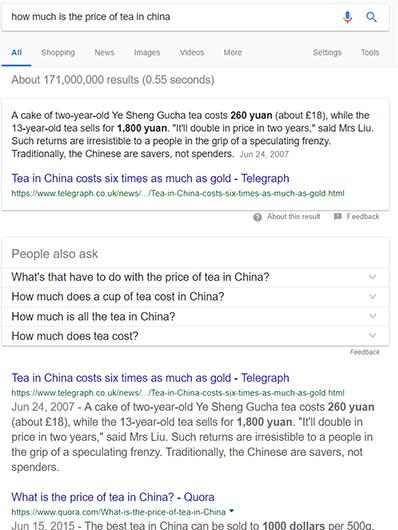 how much is the price of tea in china
All Shopping News Images Videos More Settings Tools
About 171,000,000 results (0.55 seconds)
A cake of two-year-old Ye Sheng Gucha tea costs 260 yuan (about £18), while the
13-year-old tea sells for 1,800 yuan. "It'll double in price in two years," said Mrs Liu.
Such returns are irresistible to a people in the grip of a speculating frenzy.
Traditionally, the Chinese are savers, not spenders. Jun 24, 2007
Tea in China costs six times as much as gold - Telegraph
https://www.telegraph.co.uk/news/.../Tea-in-China-costs-six-times-as-much-as-gold.html
About this result Feedback
People also ask
What's that have to do with the price of tea in China?
How much does a cup of tea cost in China?
How much is all the tea in China?
How much does tea cost?
Feedback
Tea in China costs six times as much as gold - Telegraph
https://www.telegraph.co.uk/news/.../Tea-in-China-costs-six-times-as-much-as-gold.html
Jun 24, 2007 - A cake of two-year-old Ye Sheng Gucha tea costs 260 yuan
(about £18), while the 13-year-old tea sells for 1,800 yuan. "It'll double in
price in two years," said Mrs Liu. Such returns are irresistible to a people in
the grip of a speculating frenzy. Traditionally, the Chinese are savers, not
spenders.
What is the price of tea in China? - Quora
https://www.quora.com/What-is-the-price-of-tea-in-China
Jun 15, 2015 - The best tea in China can be sold to 1000 dollars per 500g.